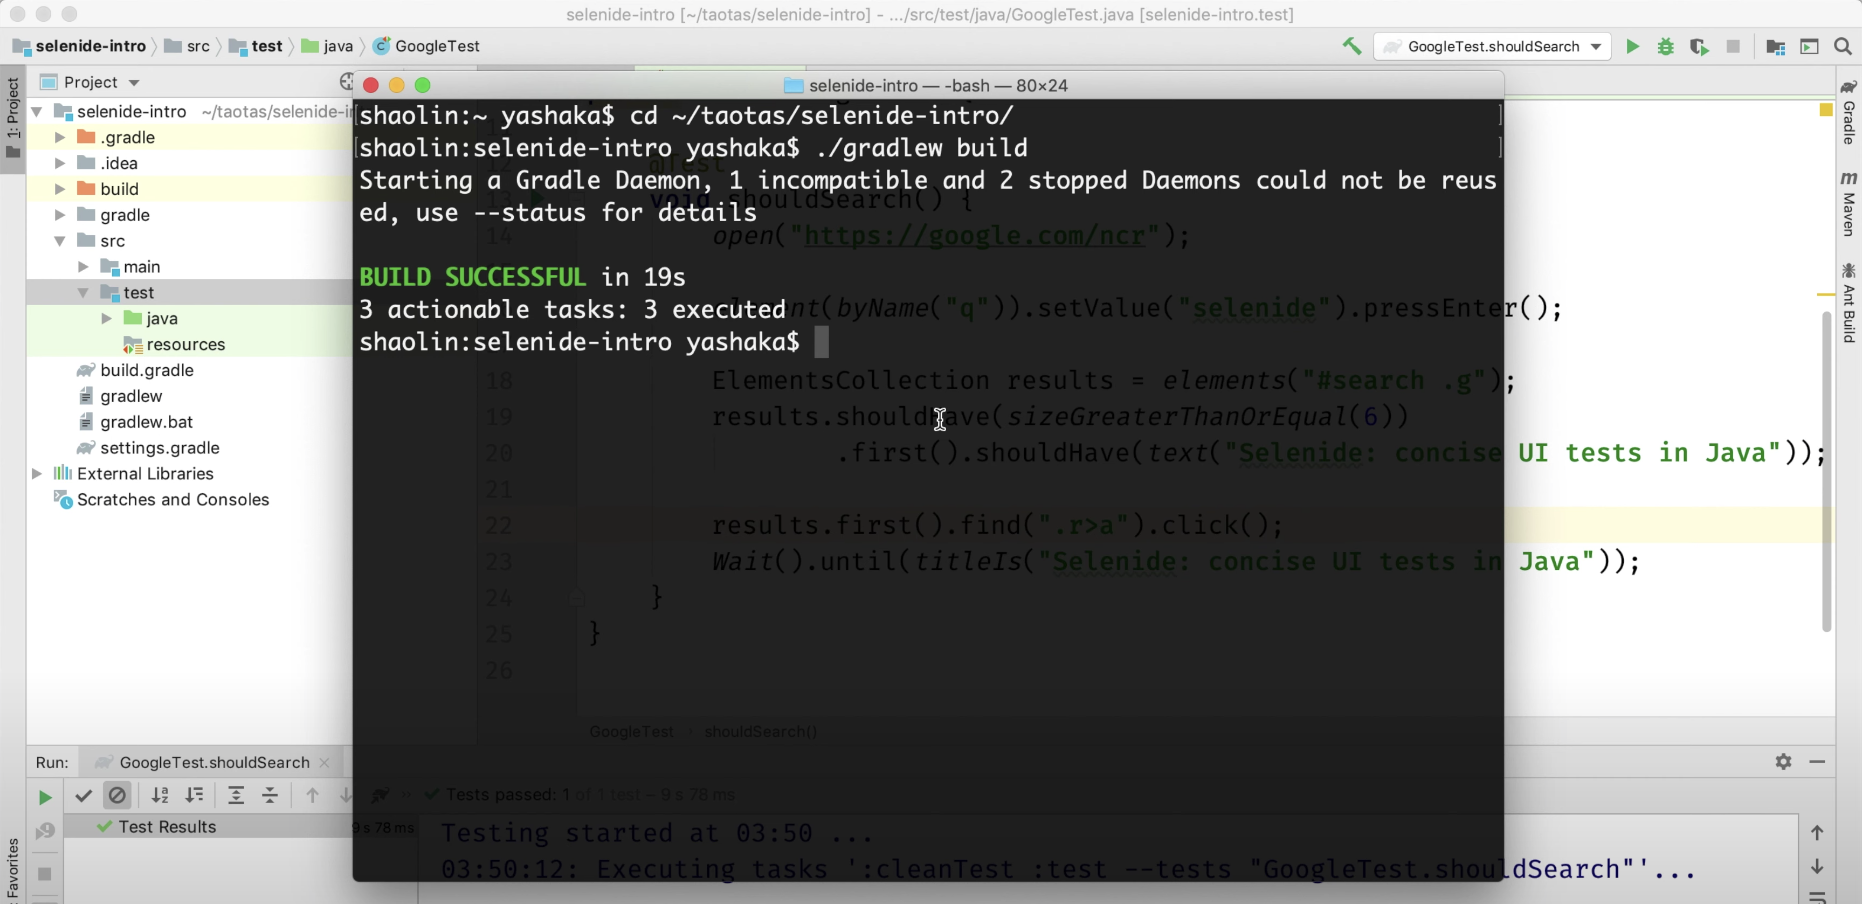 selenide-intro [~/taotas/selenide-intro] - .../src/test/java/GoogleTest.java [selenide-intro.test]
selenide-intro src test java GoogleTest
GoogleTest.shouldSearch
1: Project
Project
selenide-intro ~/taotas/selenide-i
.gradle
.idea
build
gradle
src
main
test
java
resources
build.gradle
gradlew
gradlew.bat
settings.gradle
External Libraries
Scratches and Consoles
selenide-intro — -bash — 80×24
[shaolin:~ yashaka$ cd ~/taotas/selenide-intro/ ]
[shaolin:selenide-intro yashaka$ ./gradlew build ]
Starting a Gradle Daemon, 1 incompatible and 2 stopped Daemons could not be reus
ed, use --status for details
BUILD SUCCESSFUL in 19s
3 actionable tasks: 3 executed
shaolin:selenide-intro yashaka$
@Test
void shouldSearch() {
14 open("https://google.com/ncr");
element(byName("q")).setValue("selenide").pressEnter();
18 ElementsCollection results = elements("#search .g");
19 results.shouldHave(sizeGreaterThanOrEqual(6))
20 .first().shouldHave(text("Selenide: concise UI tests in Java"));
21
22 results.first().find(".r>a").click();
23 Wait().until(titleIs("Selenide: concise UI tests in Java"));
24 }
25 }
26
GoogleTest shouldSearch()
Gradle
Maven
Ant Build
Run: GoogleTest.shouldSearch
Tests passed: 1 of 1 test – 9 s 78 ms
Test Results 9 s 78 ms
Testing started at 03:50 ...
03:50:12: Executing tasks ':cleanTest :test --tests "GoogleTest.shouldSearch"'...
Favorites